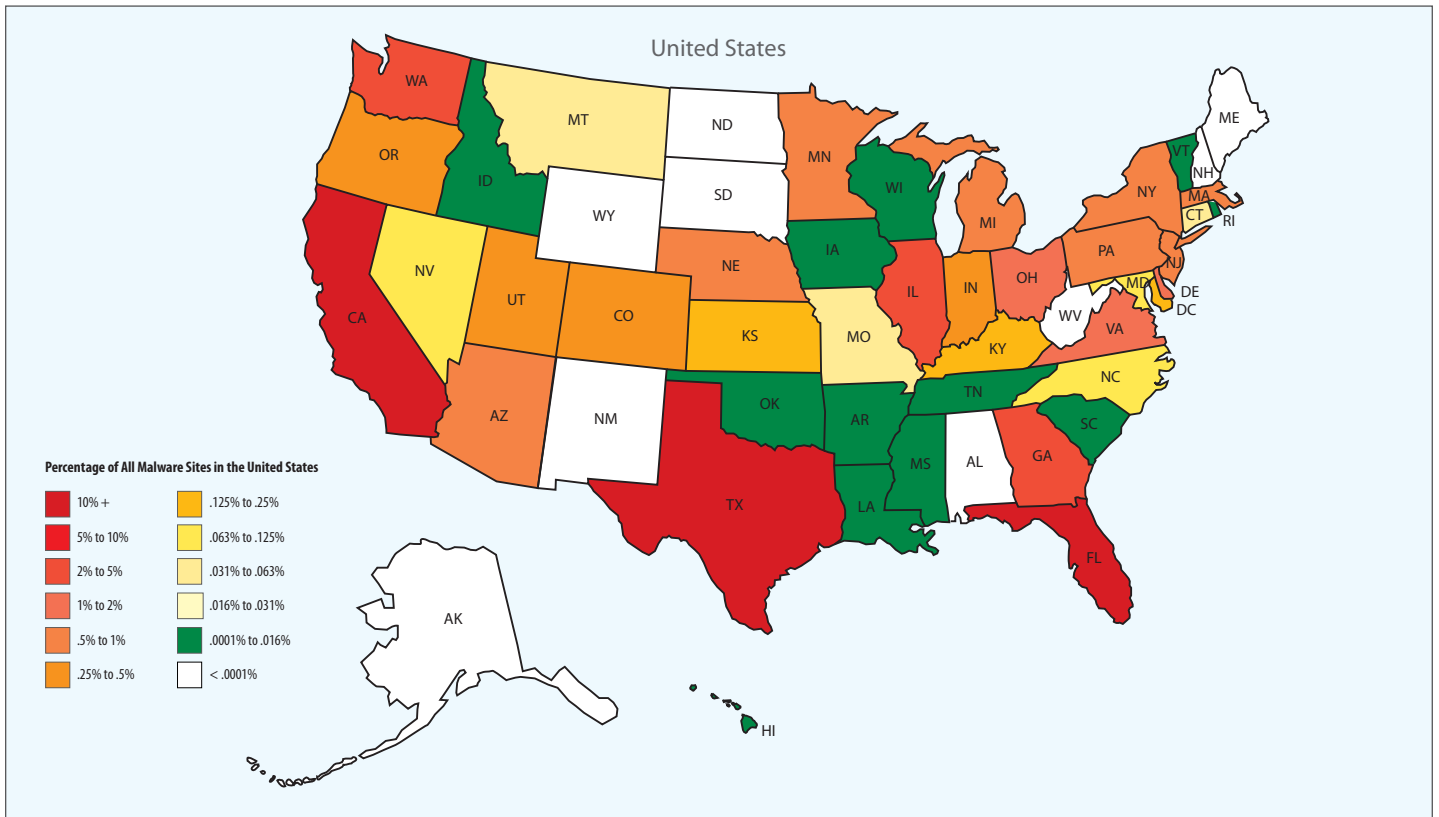 United States
WA
MT
ND
ME
OR
MN
VT
ID
SD
WI
NH
NY
MA
WY
MI
CT
RI
IA
PA
NE
NJ
NV
OH
IL
IN
MD
DE
UT
DC
CO
WV
CA
VA
KS
MO
KY
NC
TN
OK
AZ
NM
AR
SC
GA
MS
AL
LA
TX
FL
AK
HI
Percentage of All Malware Sites in the United States
10% +
5% to 10%
2% to 5%
1% to 2%
.5% to 1%
.25% to .5%
.125% to .25%
.063% to .125%
.031% to .063%
.016% to .031%
.0001% to .016%
< .0001%